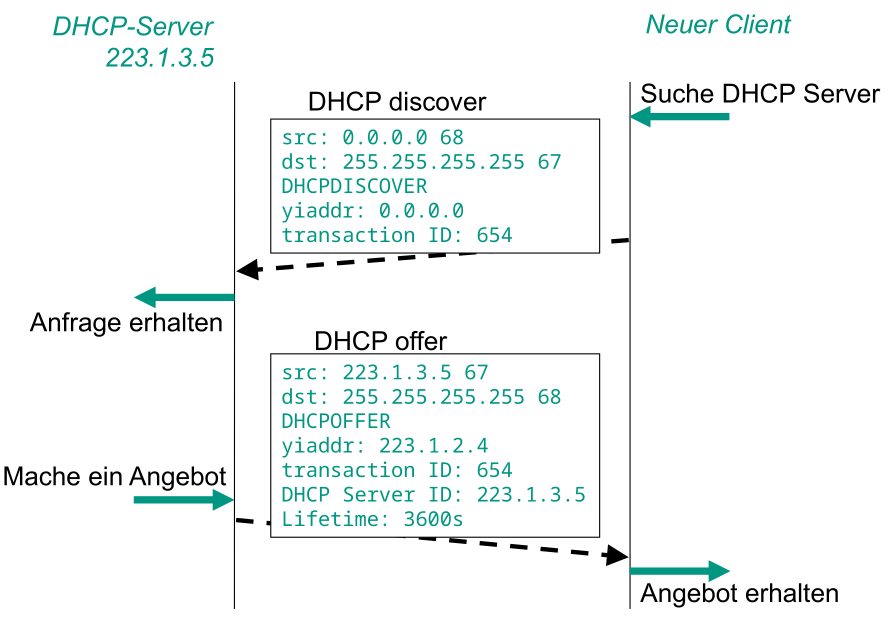 DHCP-Server
223.1.3.5
Neuer Client
Suche DHCP Server
DHCP discover
src: 0.0.0.0 68
dst: 255.255.255.255 67
DHCPDISCOVER
yiaddr: 0.0.0.0
transaction ID: 654
Anfrage erhalten
DHCP offer
src: 223.1.3.5 67
dst: 255.255.255.255 68
DHCPOFFER
yiaddr: 223.1.2.4
transaction ID: 654
DHCP Server ID: 223.1.3.5
Lifetime: 3600s
Mache ein Angebot
Angebot erhalten